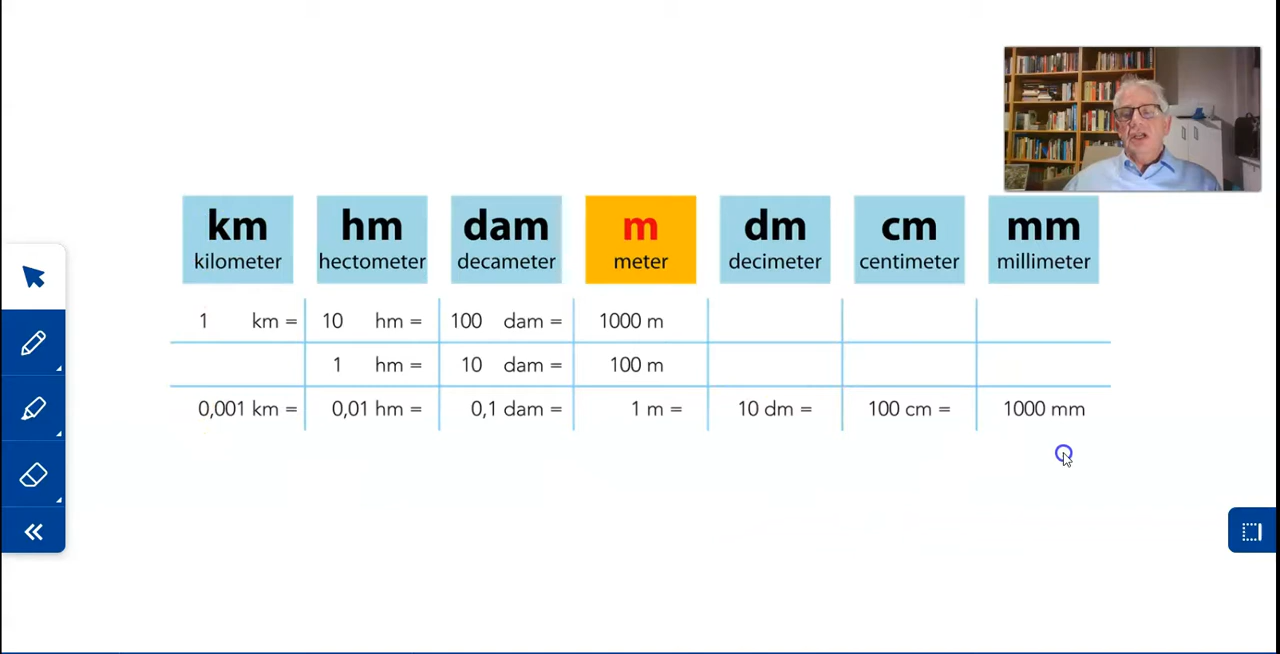 km hm dam m dm cm mm
kilometer hectometer decameter meter decimeter centimeter millimeter
1 km = 10 hm = 100 dam = 1000 m
1 hm = 10 dam = 100 m
0,001 km = 0,01 hm = 0,1 dam = 1 m = 10 dm = 100 cm = 1000 mm